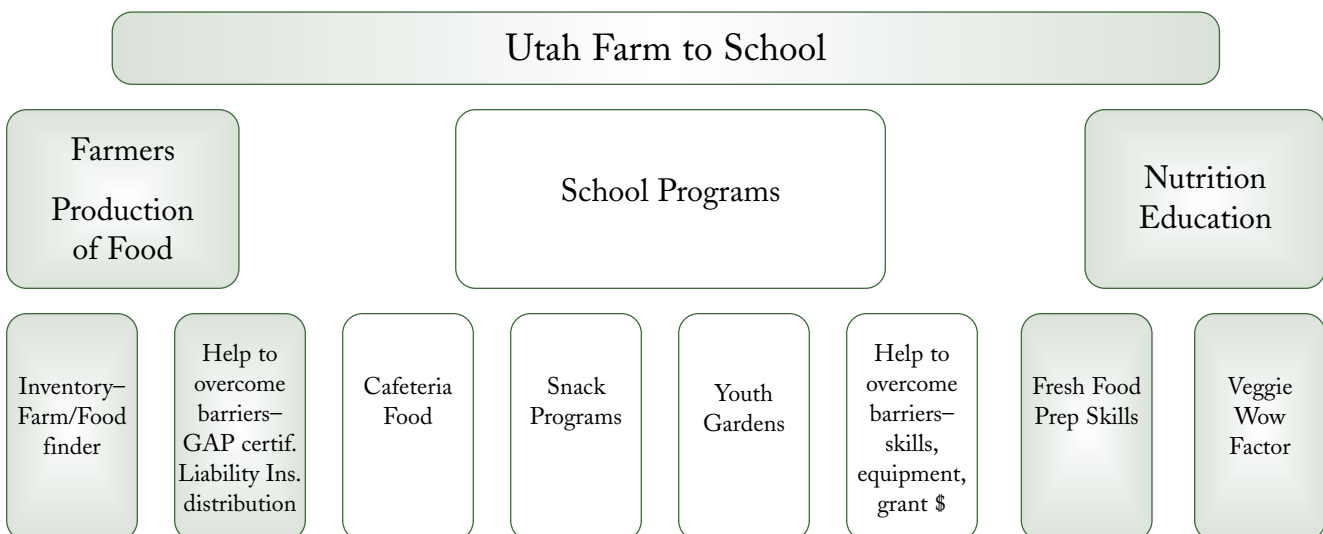 Utah Farm to School
Farmers
Production
of Food
School Programs
Nutrition
Education
Inventory–
Farm/Food
finder
Help to
overcome
barriers–
GAP certif.
Liability Ins.
distribution
Cafeteria
Food
Snack
Programs
Youth
Gardens
Help to
overcome
barriers–
skills,
equipment,
grant $
Fresh Food
Prep Skills
Veggie
Wow
Factor